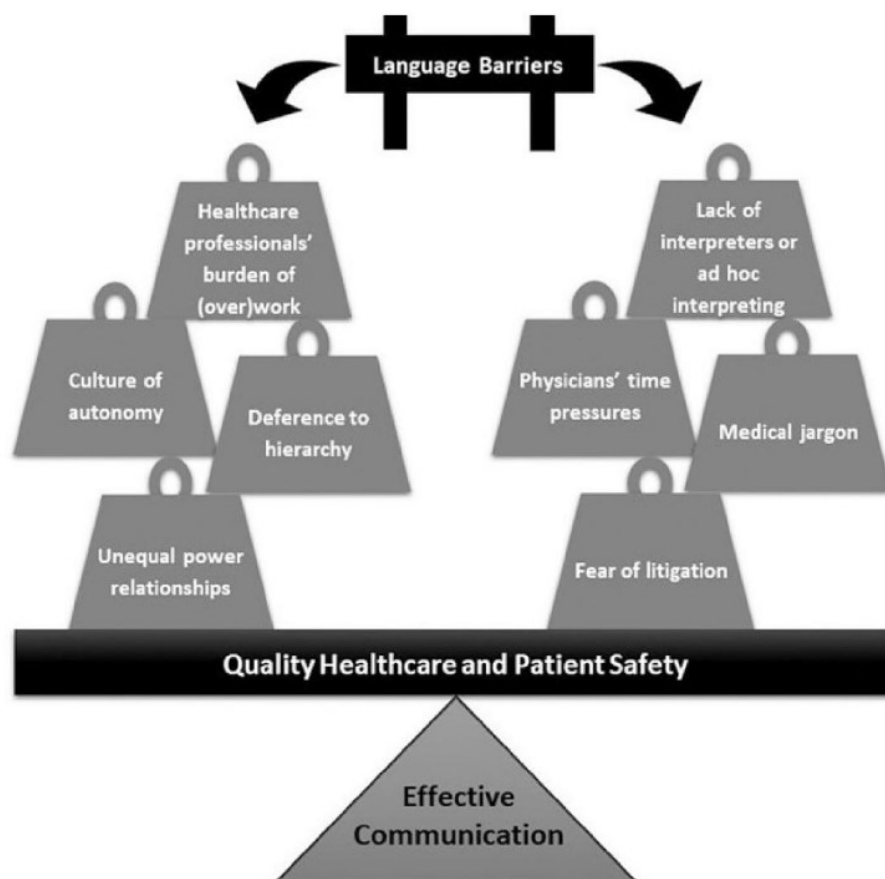 Language Barriers
Healthcare
professionals'
burden of
(over)work
Lack of
interpreters or
ad hoc
interpreting
Culture of
autonomy
Deference to
hierarchy
Physicians' time
pressures
Medical jargon
Unequal power
relationships
Fear of litigation
Quality Healthcare and Patient Safety
Effective
Communication